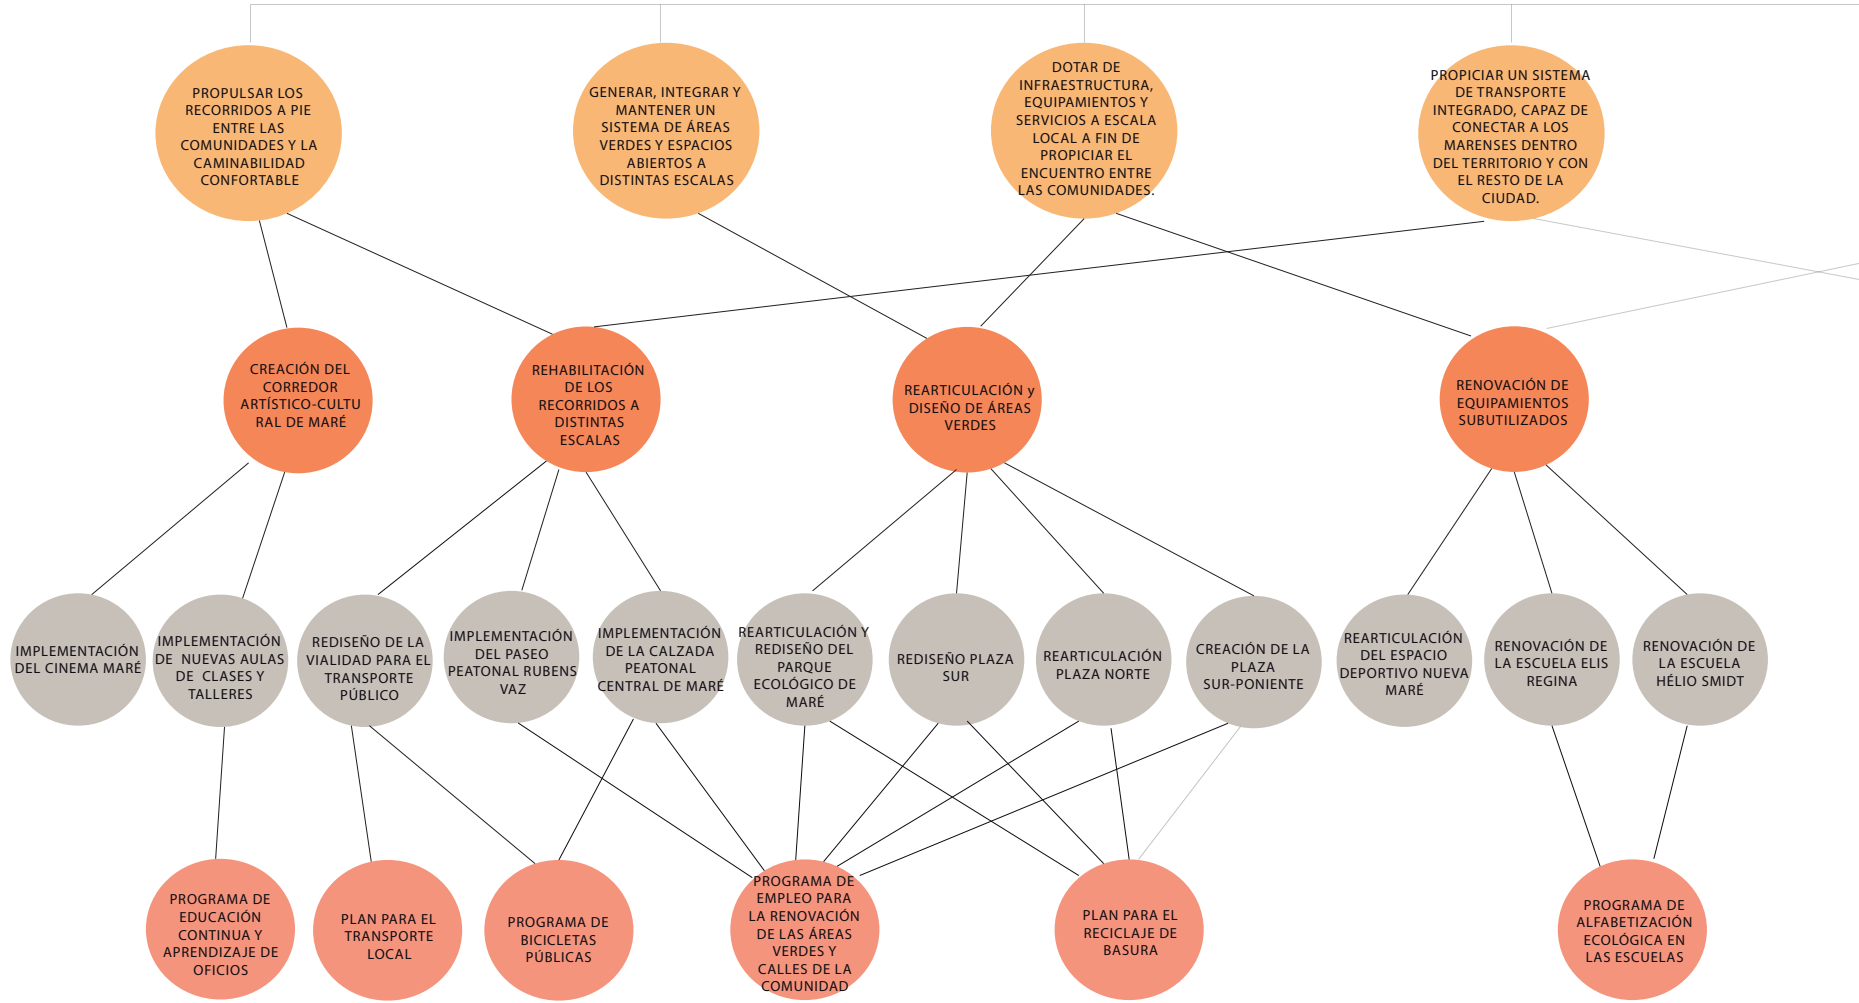 PROPULSAR LOS
RECORRIDOS A PIE
ENTRE LAS
COMUNIDADES Y LA
CAMINABILIDAD
CONFORTABLE
GENERAR, INTEGRAR Y
MANTENER UN
SISTEMA DE ÁREAS
VERDES Y ESPACIOS
ABIERTOS A
DISTINTAS ESCALAS
DOTAR DE
INFRAESTRUCTURA,
EQUIPAMIENTOS Y
SERVICIOS A ESCALA
LOCAL A FIN DE
PROPICIAR EL
ENCUENTRO ENTRE
LAS COMUNIDADES.
PROPICIAR UN SISTEMA
DE TRANSPORTE
INTEGRADO, CAPAZ DE
CONECTAR A LOS
MARENSES DENTRO
DEL TERRITORIO Y CON
EL RESTO DE LA
CIUDAD.
CREACIÓN DEL
CORREDOR
ARTÍSTICO-CULTU
RAL DE MARÉ
REHABILITACIÓN
DE LOS
RECORRIDOS A
DISTINTAS
ESCALAS
REARTICULACIÓN y
DISEÑO DE ÁREAS
VERDES
RENOVACIÓN DE
EQUIPAMIENTOS
SUBUTILIZADOS
IMPLEMENTACIÓN
DEL CINEMA MARÉ
IMPLEMENTACIÓN
DE NUEVAS AULAS
DE CLASES Y
TALLERES
REDISEÑO DE LA
VIALIDAD PARA EL
TRANSPORTE
PÚBLICO
IMPLEMENTACIÓN
DEL PASEO
PEATONAL RUBENS
VAZ
IMPLEMENTACIÓN
DE LA CALZADA
PEATONAL
CENTRAL DE MARÉ
REARTICULACIÓN Y
REDISEÑO DEL
PARQUE
ECOLÓGICO DE
MARÉ
REDISEÑO PLAZA
SUR
REARTICULACIÓN
PLAZA NORTE
CREACIÓN DE LA
PLAZA
SUR-PONIENTE
REARTICULACIÓN
DEL ESPACIO
DEPORTIVO NUEVA
MARÉ
RENOVACIÓN DE
LA ESCUELA ELIS
REGINA
RENOVACIÓN DE
LA ESCUELA
HÉLIO SMIDT
PROGRAMA DE
EDUCACIÓN
CONTINUA Y
APRENDIZAJE DE
OFICIOS
PLAN PARA EL
TRANSPORTE
LOCAL
PROGRAMA DE
BICICLETAS
PÚBLICAS
PROGRAMA DE
EMPLEO PARA
LA RENOVACIÓN
DE LAS ÁREAS
VERDES Y
CALLES DE LA
COMUNIDAD
PLAN PARA EL
RECICLAJE DE
BASURA
PROGRAMA DE
ALFABETIZACIÓN
ECOLÓGICA EN
LAS ESCUELAS